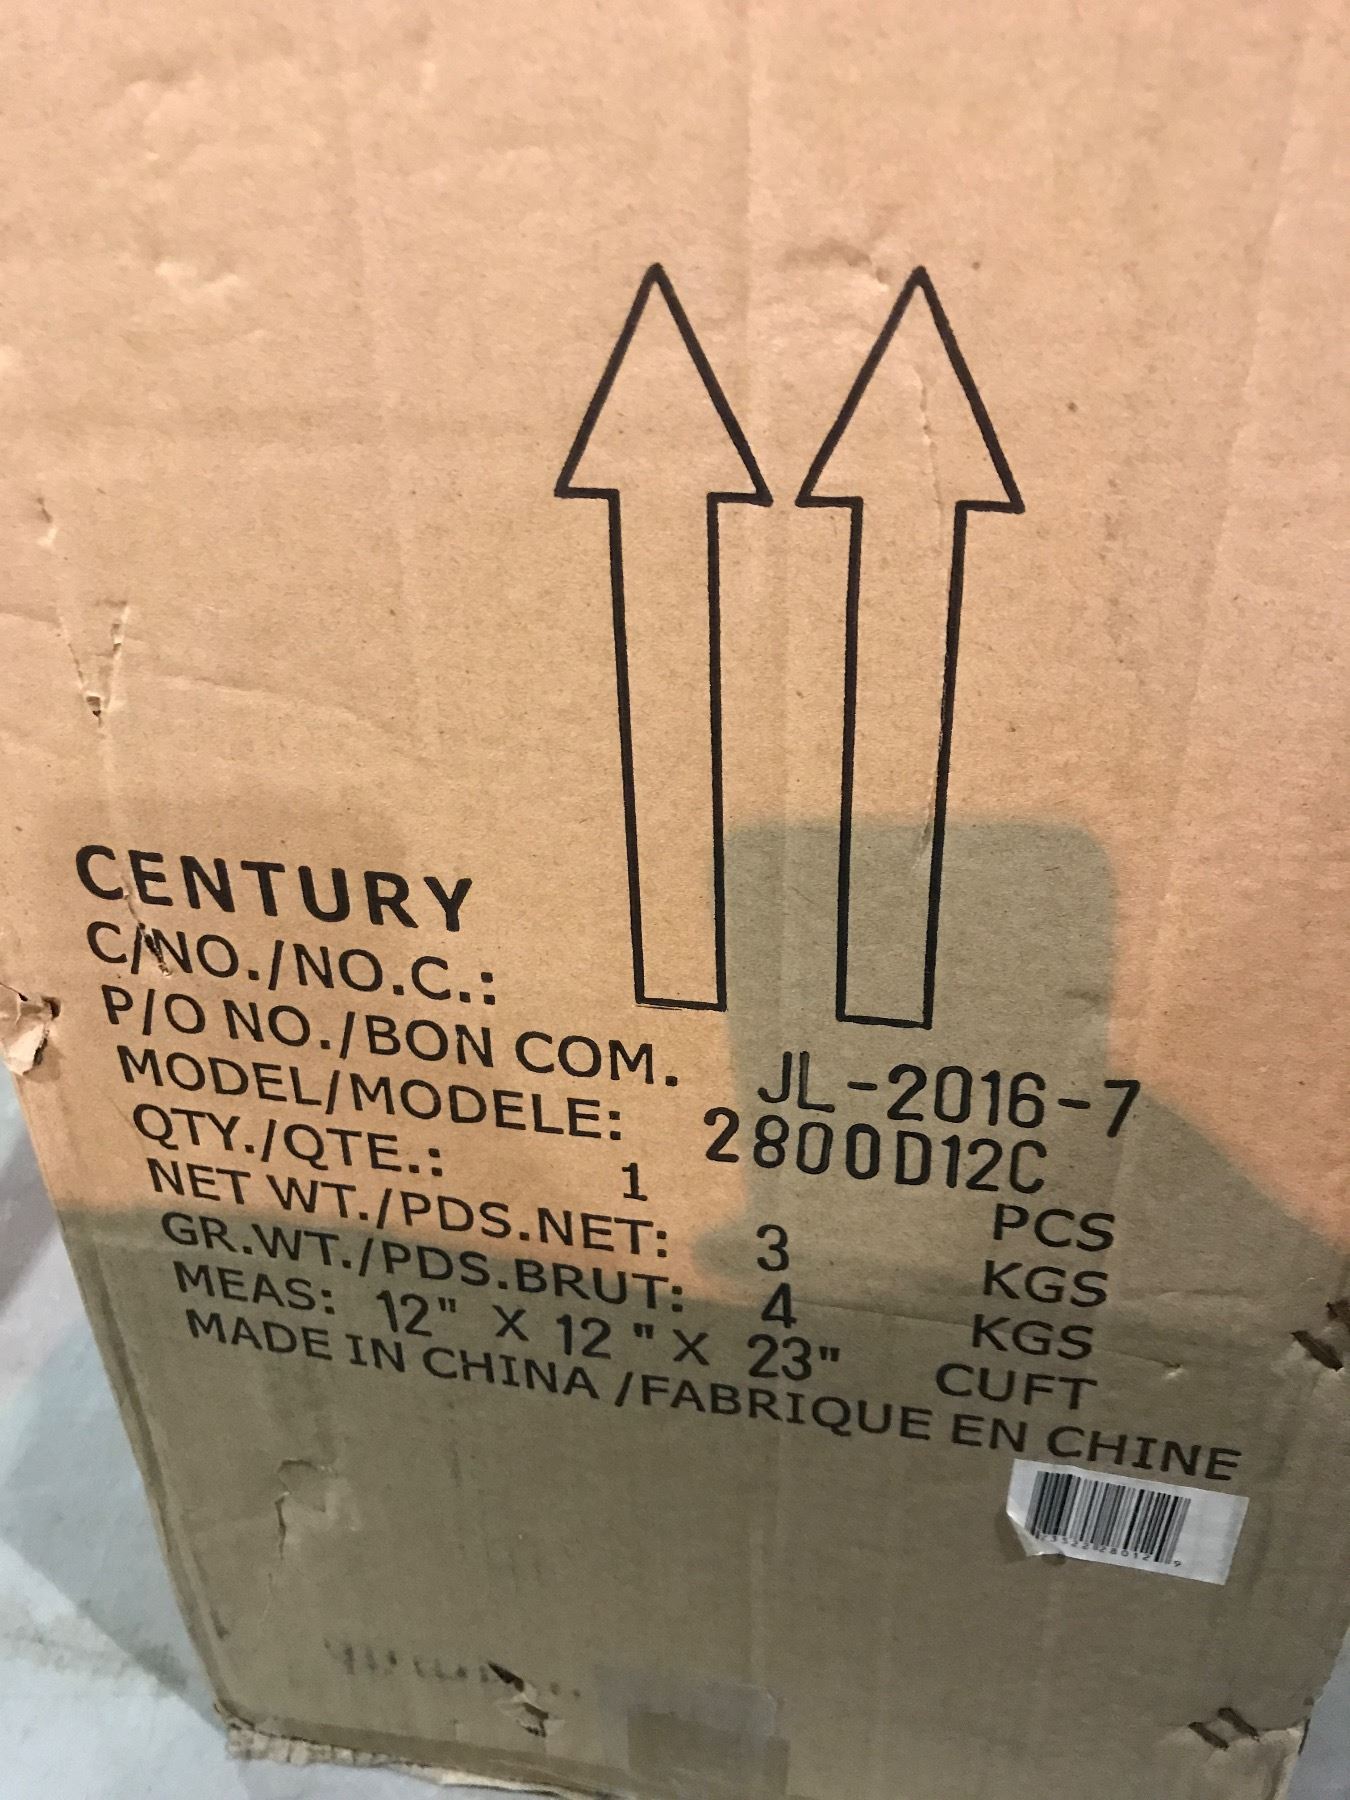 CENTURY
C/NO./NO.C.:
P/O NO./BON COM. JL-2016-7
MODEL/MODELE: 2800D12C
QTY./QTE.: 1 PCS
NET WT./PDS.NET: 3 KGS
GR.WT./PDS.BRUT: 4 KGS
MEAS: 12" X 12 " X 23" CUFT
MADE IN CHINA /FABRIQUE EN CHINE